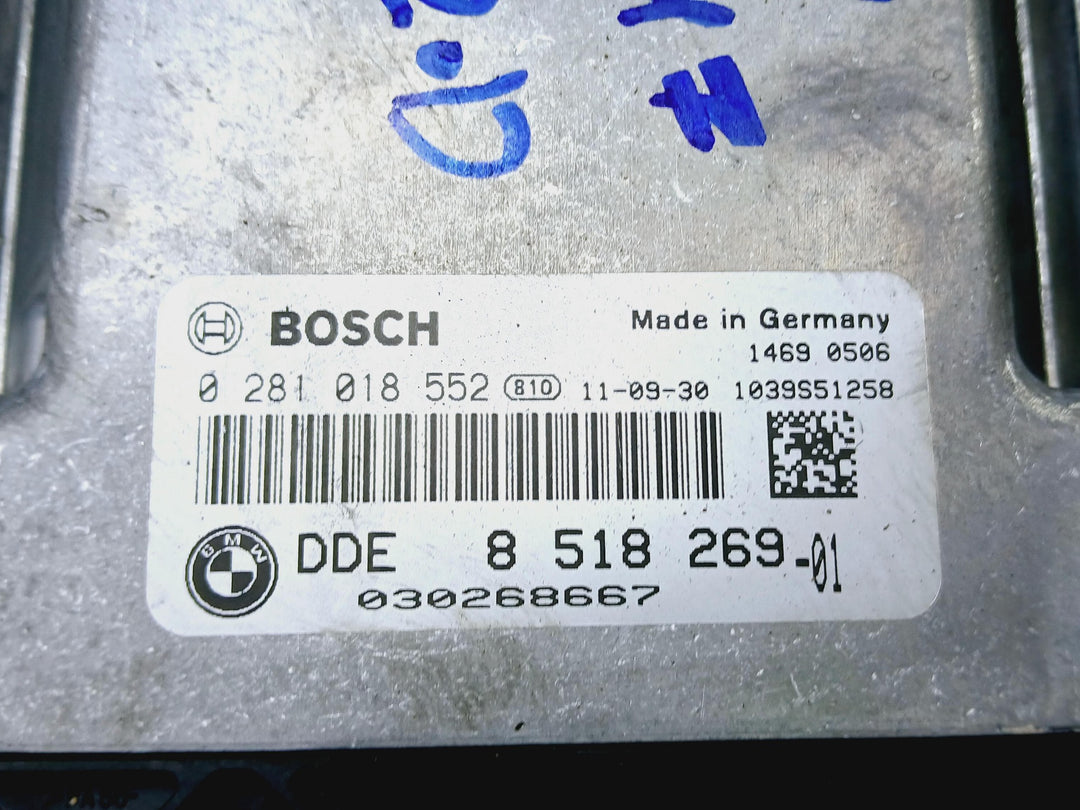 BOSCH
Made in Germany
1469 0506
0 281 018 552 810 11-09-30 1039S51258
BMW
DDE 8 518 269-01
030268667